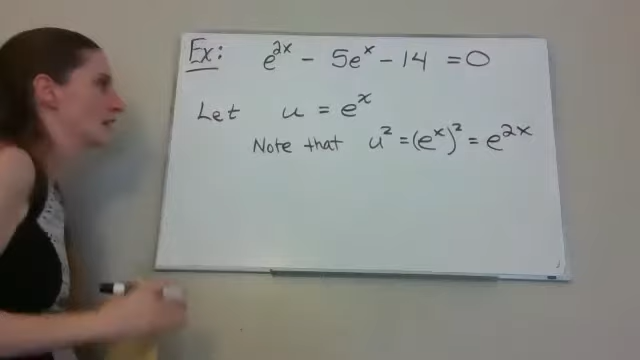 Ex: e^{2x} - 5e^x - 14 = 0
Let u = e^x
Note that u^2 = (e^x)^2 = e^{2x}